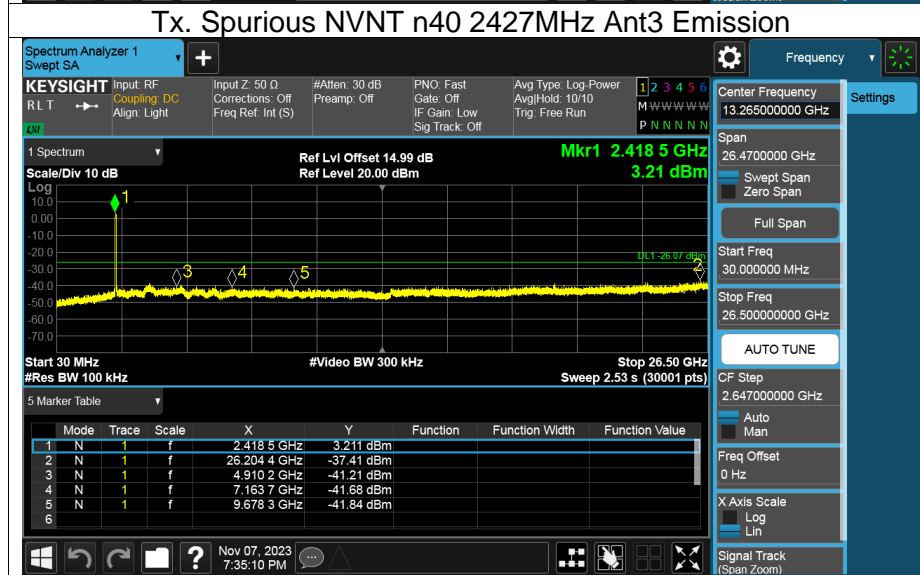 (Span Zoom)
Tx. Spurious NVNT n40 2427MHz Ant3 Emission
Spectrum Analyzer 1
Swept SA
+
Frequency
KEYSIGHT
R L T
LXI
Input: RF
Coupling: DC
Align: Light
Input Z: 50 Ω
Corrections: Off
Freq Ref: Int (S)
#Atten: 30 dB
Preamp: Off
PNO: Fast
Gate: Off
IF Gain: Low
Sig Track: Off
Avg Type: Log-Power
Avg|Hold: 10/10
Trig: Free Run
1 2 3 4 5 6
M W W W W W
P N N N N N
1 Spectrum
Scale/Div 10 dB
Ref Lvl Offset 14.99 dB
Ref Level 20.00 dBm
Mkr1 2.418 5 GHz
3.21 dBm
Log
10.0
0.00
-10.0
-20.0
-30.0
-40.0
-50.0
-60.0
-70.0
1
3
4
5
2
DL1 -26.07 dBm
Start 30 MHz
#Video BW 300 kHz
Stop 26.50 GHz
#Res BW 100 kHz
Sweep 2.53 s (30001 pts)
5 Marker Table
Mode Trace Scale X Y Function Function Width Function Value
1 N 1 f 2.418 5 GHz 3.211 dBm
2 N 1 f 26.204 4 GHz -37.41 dBm
3 N 1 f 4.910 2 GHz -41.21 dBm
4 N 1 f 7.163 7 GHz -41.68 dBm
5 N 1 f 9.678 3 GHz -41.84 dBm
6
?
Nov 07, 2023
7:35:10 PM
Center Frequency
13.265000000 GHz
Settings
Span
26.4700000 GHz
Swept Span
Zero Span
Full Span
Start Freq
30.000000 MHz
Stop Freq
26.500000000 GHz
AUTO TUNE
CF Step
2.647000000 GHz
Auto
Man
Freq Offset
0 Hz
X Axis Scale
Log
Lin
Signal Track
(Span Zoom)